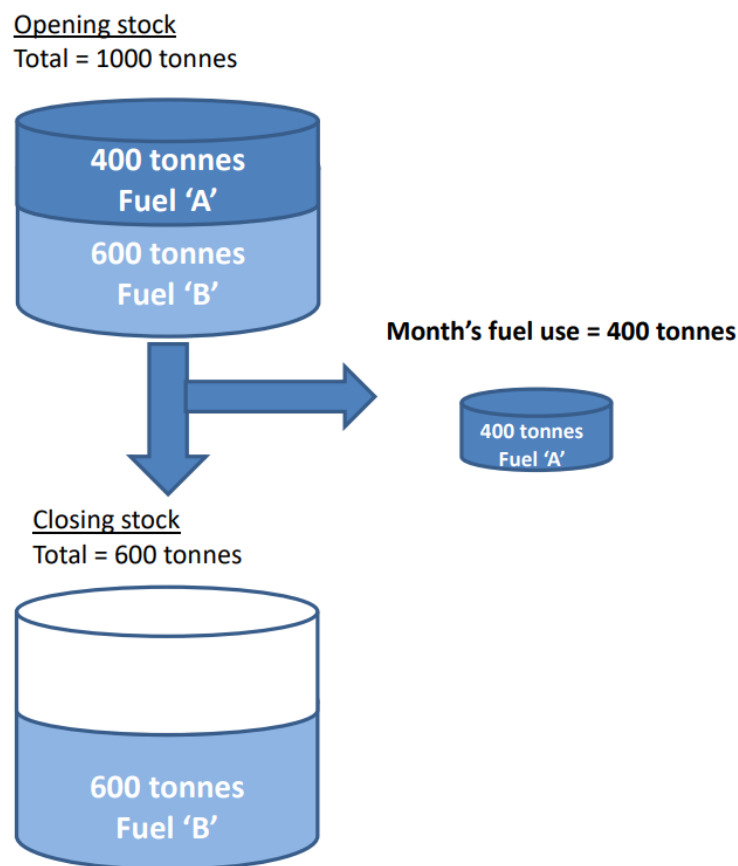 Opening stock
Total = 1000 tonnes
400 tonnes
Fuel ‘A’
600 tonnes
Fuel ‘B’
Month’s fuel use = 400 tonnes
400 tonnes
Fuel ‘A’
Closing stock
Total = 600 tonnes
600 tonnes
Fuel ‘B’